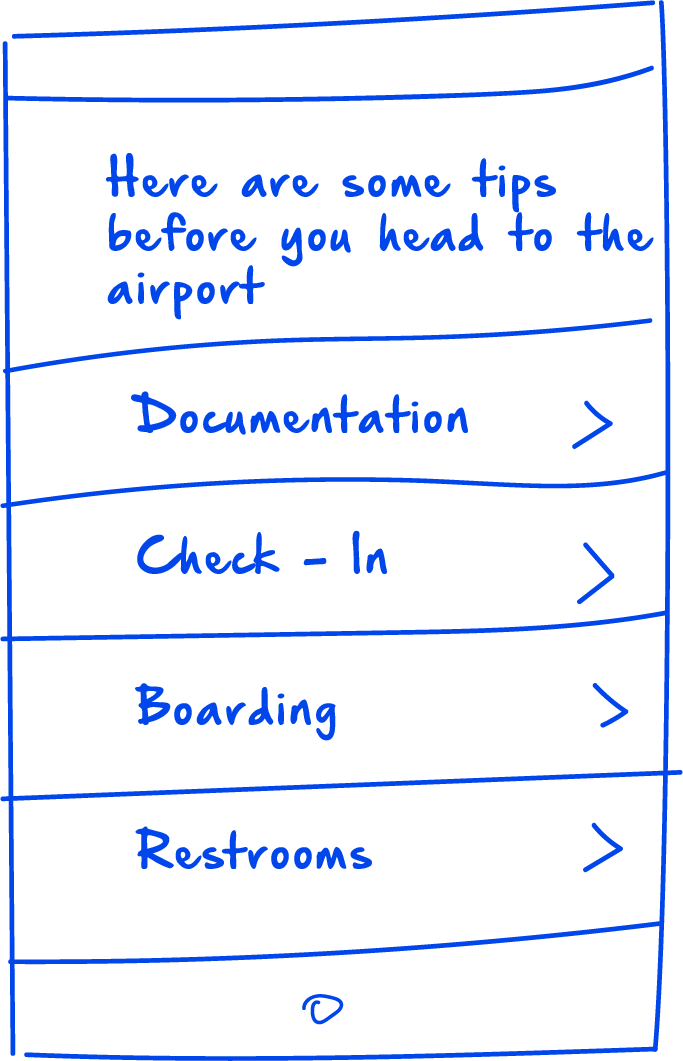 Here are some tips
before you head to the
airport
Documentation
Check - In
Boarding
Restrooms